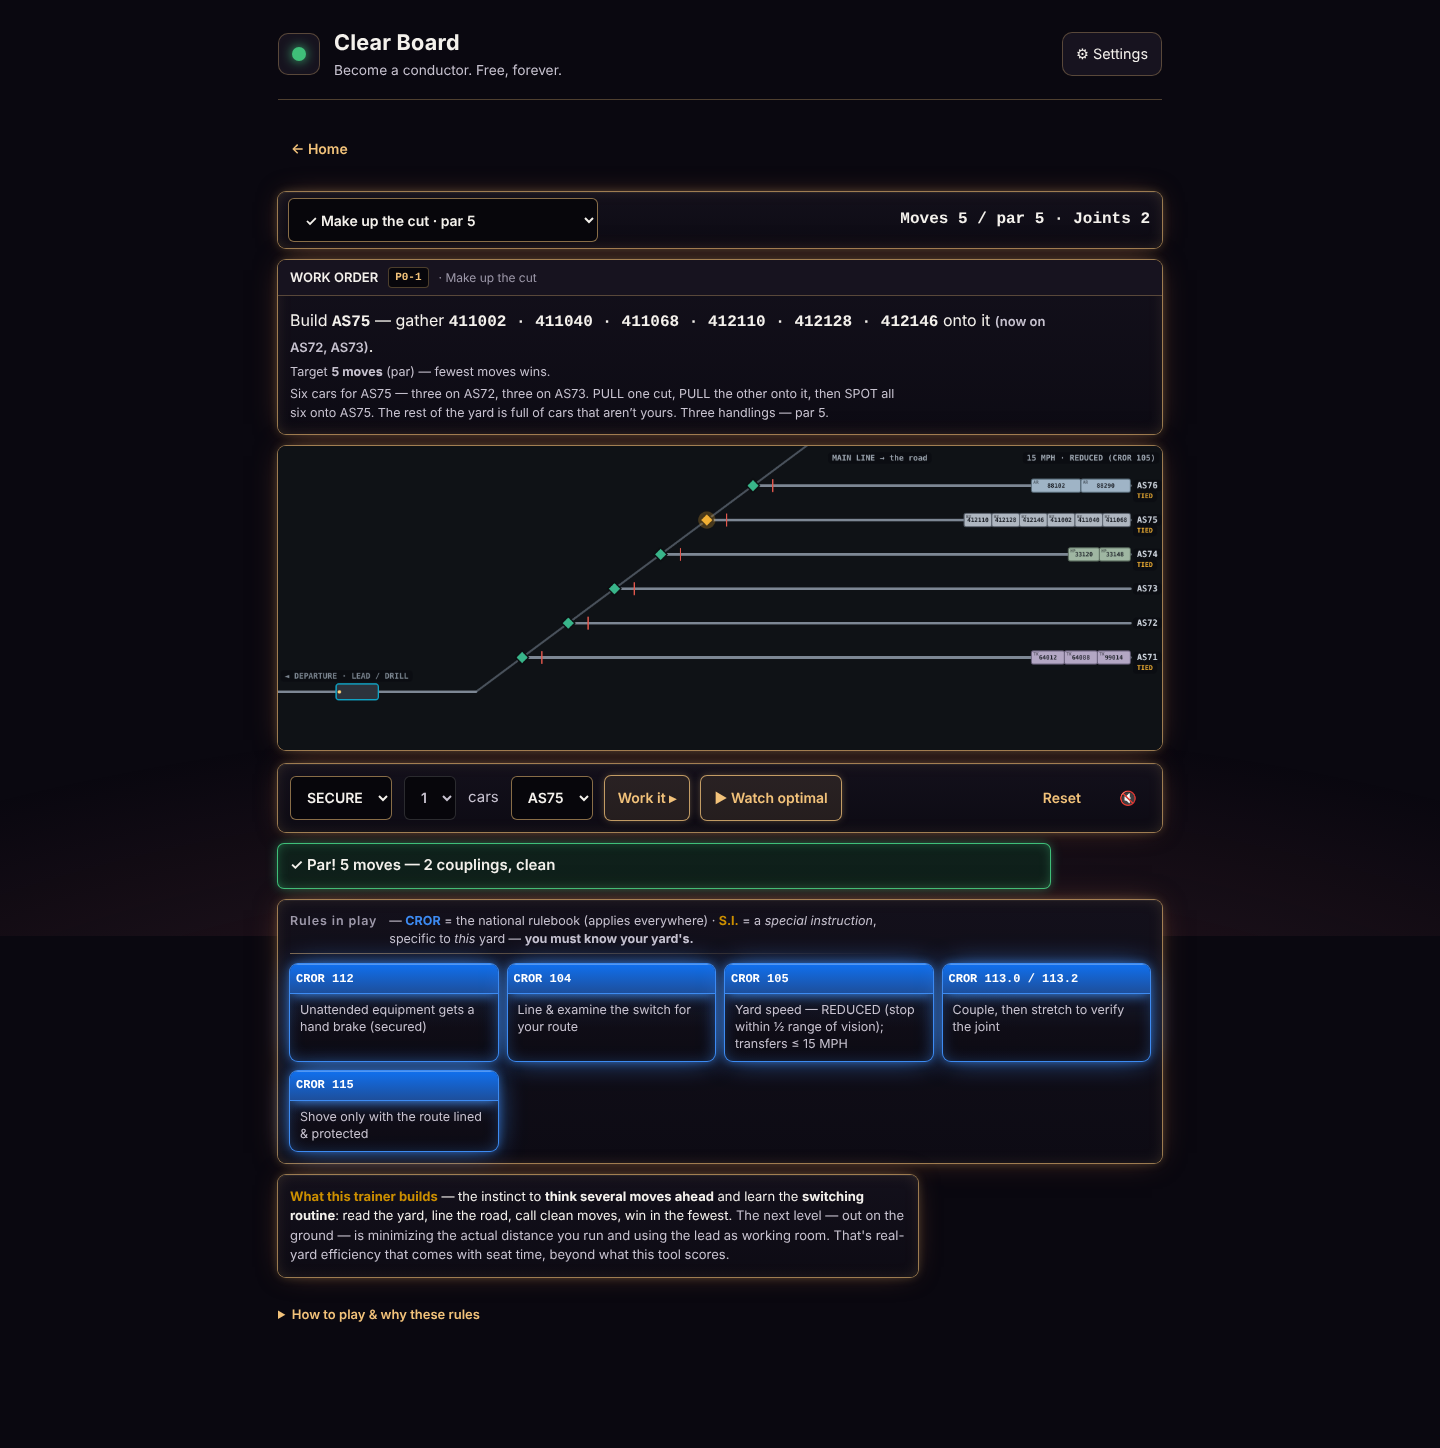 Clear Board
Become a conductor. Free, forever.
⚙ Settings
← Home
✓ Make up the cut · par 5
Moves 5 / par 5 · Joints 2
WORK ORDER P0-1 · Make up the cut
Build AS75 — gather 411002 · 411040 · 411068 · 412110 · 412128 · 412146 onto it (now on
AS72, AS73).
Target 5 moves (par) — fewest moves wins.
Six cars for AS75 — three on AS72, three on AS73. PULL one cut, PULL the other onto it, then SPOT all
six onto AS75. The rest of the yard is full of cars that aren't yours. Three handlings — par 5.
MAIN LINE → the road
15 MPH · REDUCED (CROR 105)
88102 88290 AS76
TIED
412110 412128 412146 411002 411040 411068 AS75
TIED
33120 33148 AS74
TIED
AS73
AS72
64012 64088 99014 AS71
TIED
◄ DEPARTURE · LEAD / DRILL
SECURE 1 cars AS75 Work it ▸ ▶ Watch optimal Reset
✓ Par! 5 moves — 2 couplings, clean
Rules in play — CROR = the national rulebook (applies everywhere) · S.I. = a special instruction,
specific to this yard — you must know your yard's.
CROR 112
Unattended equipment gets a
hand brake (secured)
CROR 104
Line & examine the switch for
your route
CROR 105
Yard speed — REDUCED (stop
within ½ range of vision);
transfers ≤ 15 MPH
CROR 113.0 / 113.2
Couple, then stretch to verify
the joint
CROR 115
Shove only with the route lined
& protected
What this trainer builds — the instinct to think several moves ahead and learn the switching
routine: read the yard, line the road, call clean moves, win in the fewest. The next level — out on the
ground — is minimizing the actual distance you run and using the lead as working room. That's real-
yard efficiency that comes with seat time, beyond what this tool scores.
▶ How to play & why these rules